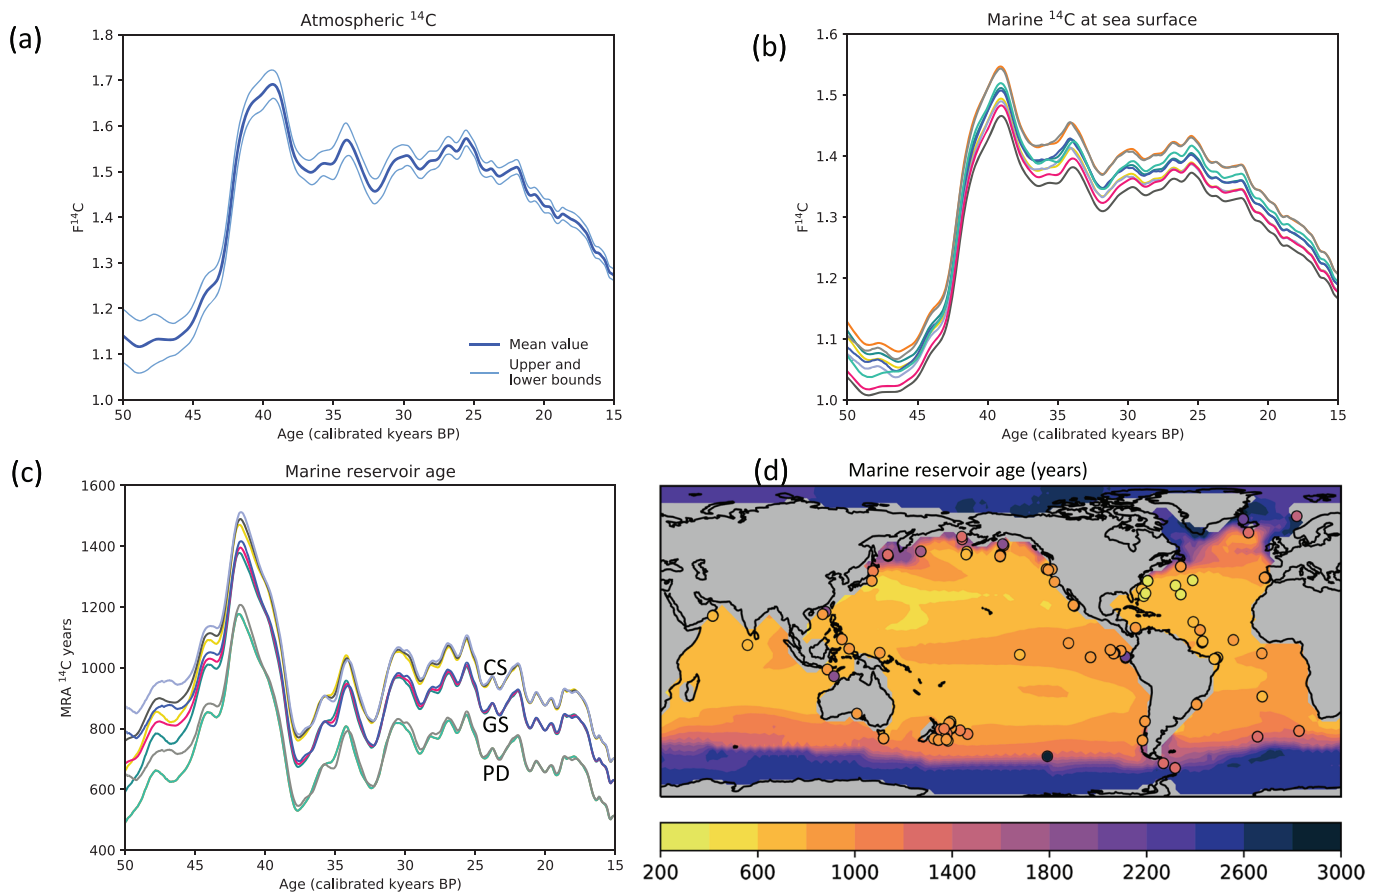 (a)
Atmospheric ¹⁴C
F¹⁴C
1.8
1.7
1.6
1.5
1.4
1.3
1.2
1.1
1.0
Mean value
Upper and
lower bounds
50 45 40 35 30 25 20 15
Age (calibrated kyears BP)
(b)
Marine ¹⁴C at sea surface
F¹⁴C
1.6
1.5
1.4
1.3
1.2
1.1
1.0
50 45 40 35 30 25 20 15
Age (calibrated kyears BP)
(c)
Marine reservoir age
MRA ¹⁴C years
1600
1400
1200
1000
800
600
400
CS
GS
PD
50 45 40 35 30 25 20 15
Age (calibrated kyears BP)
(d)
Marine reservoir age (years)
200 600 1000 1400 1800 2200 2600 3000